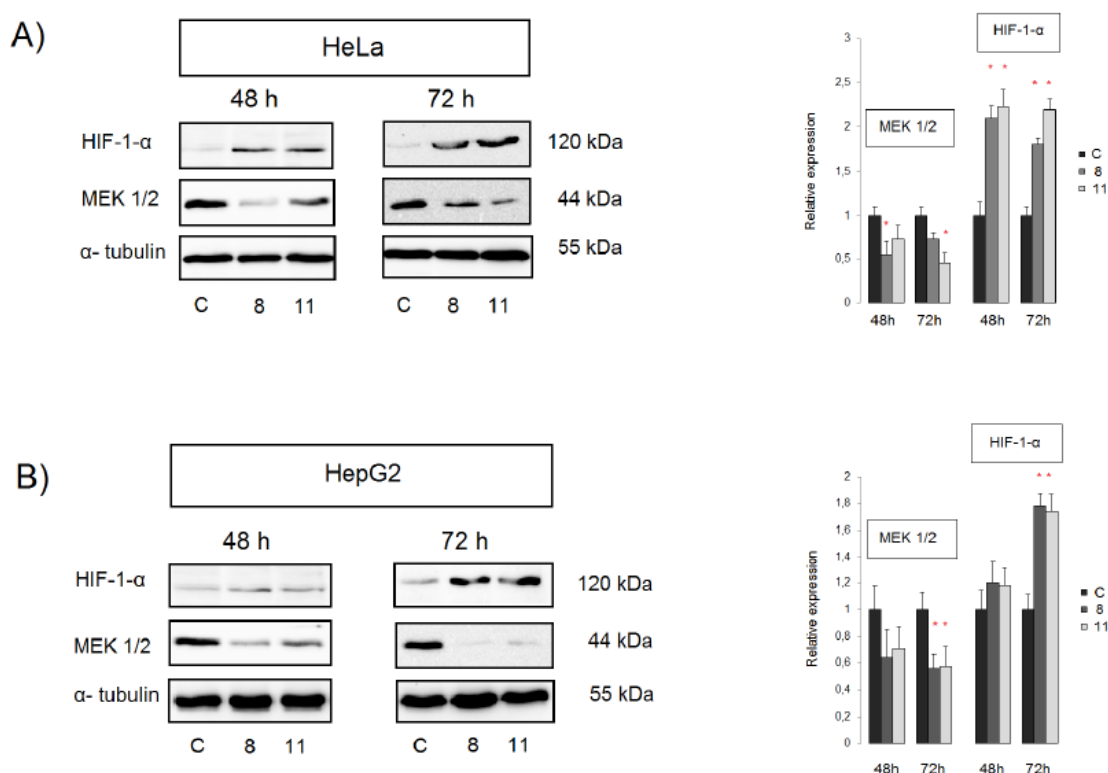 A)
HeLa
48 h 72 h
HIF-1-α 120 kDa
MEK 1/2 44 kDa
α- tubulin 55 kDa
C 8 11 C 8 11
HIF-1-α
MEK 1/2
Relative expression
3
2,5
2
1,5
1
0,5
0
* * * * * *
48h 72h 48h 72h
C
8
11
B)
HepG2
48 h 72 h
HIF-1-α 120 kDa
MEK 1/2 44 kDa
α- tubulin 55 kDa
C 8 11 C 8 11
HIF-1-α
MEK 1/2
Relative expression
2
1,8
1,6
1,4
1,2
1
0,8
0,6
0,4
0,2
0
* * * *
48h 72h 48h 72h
C
8
11